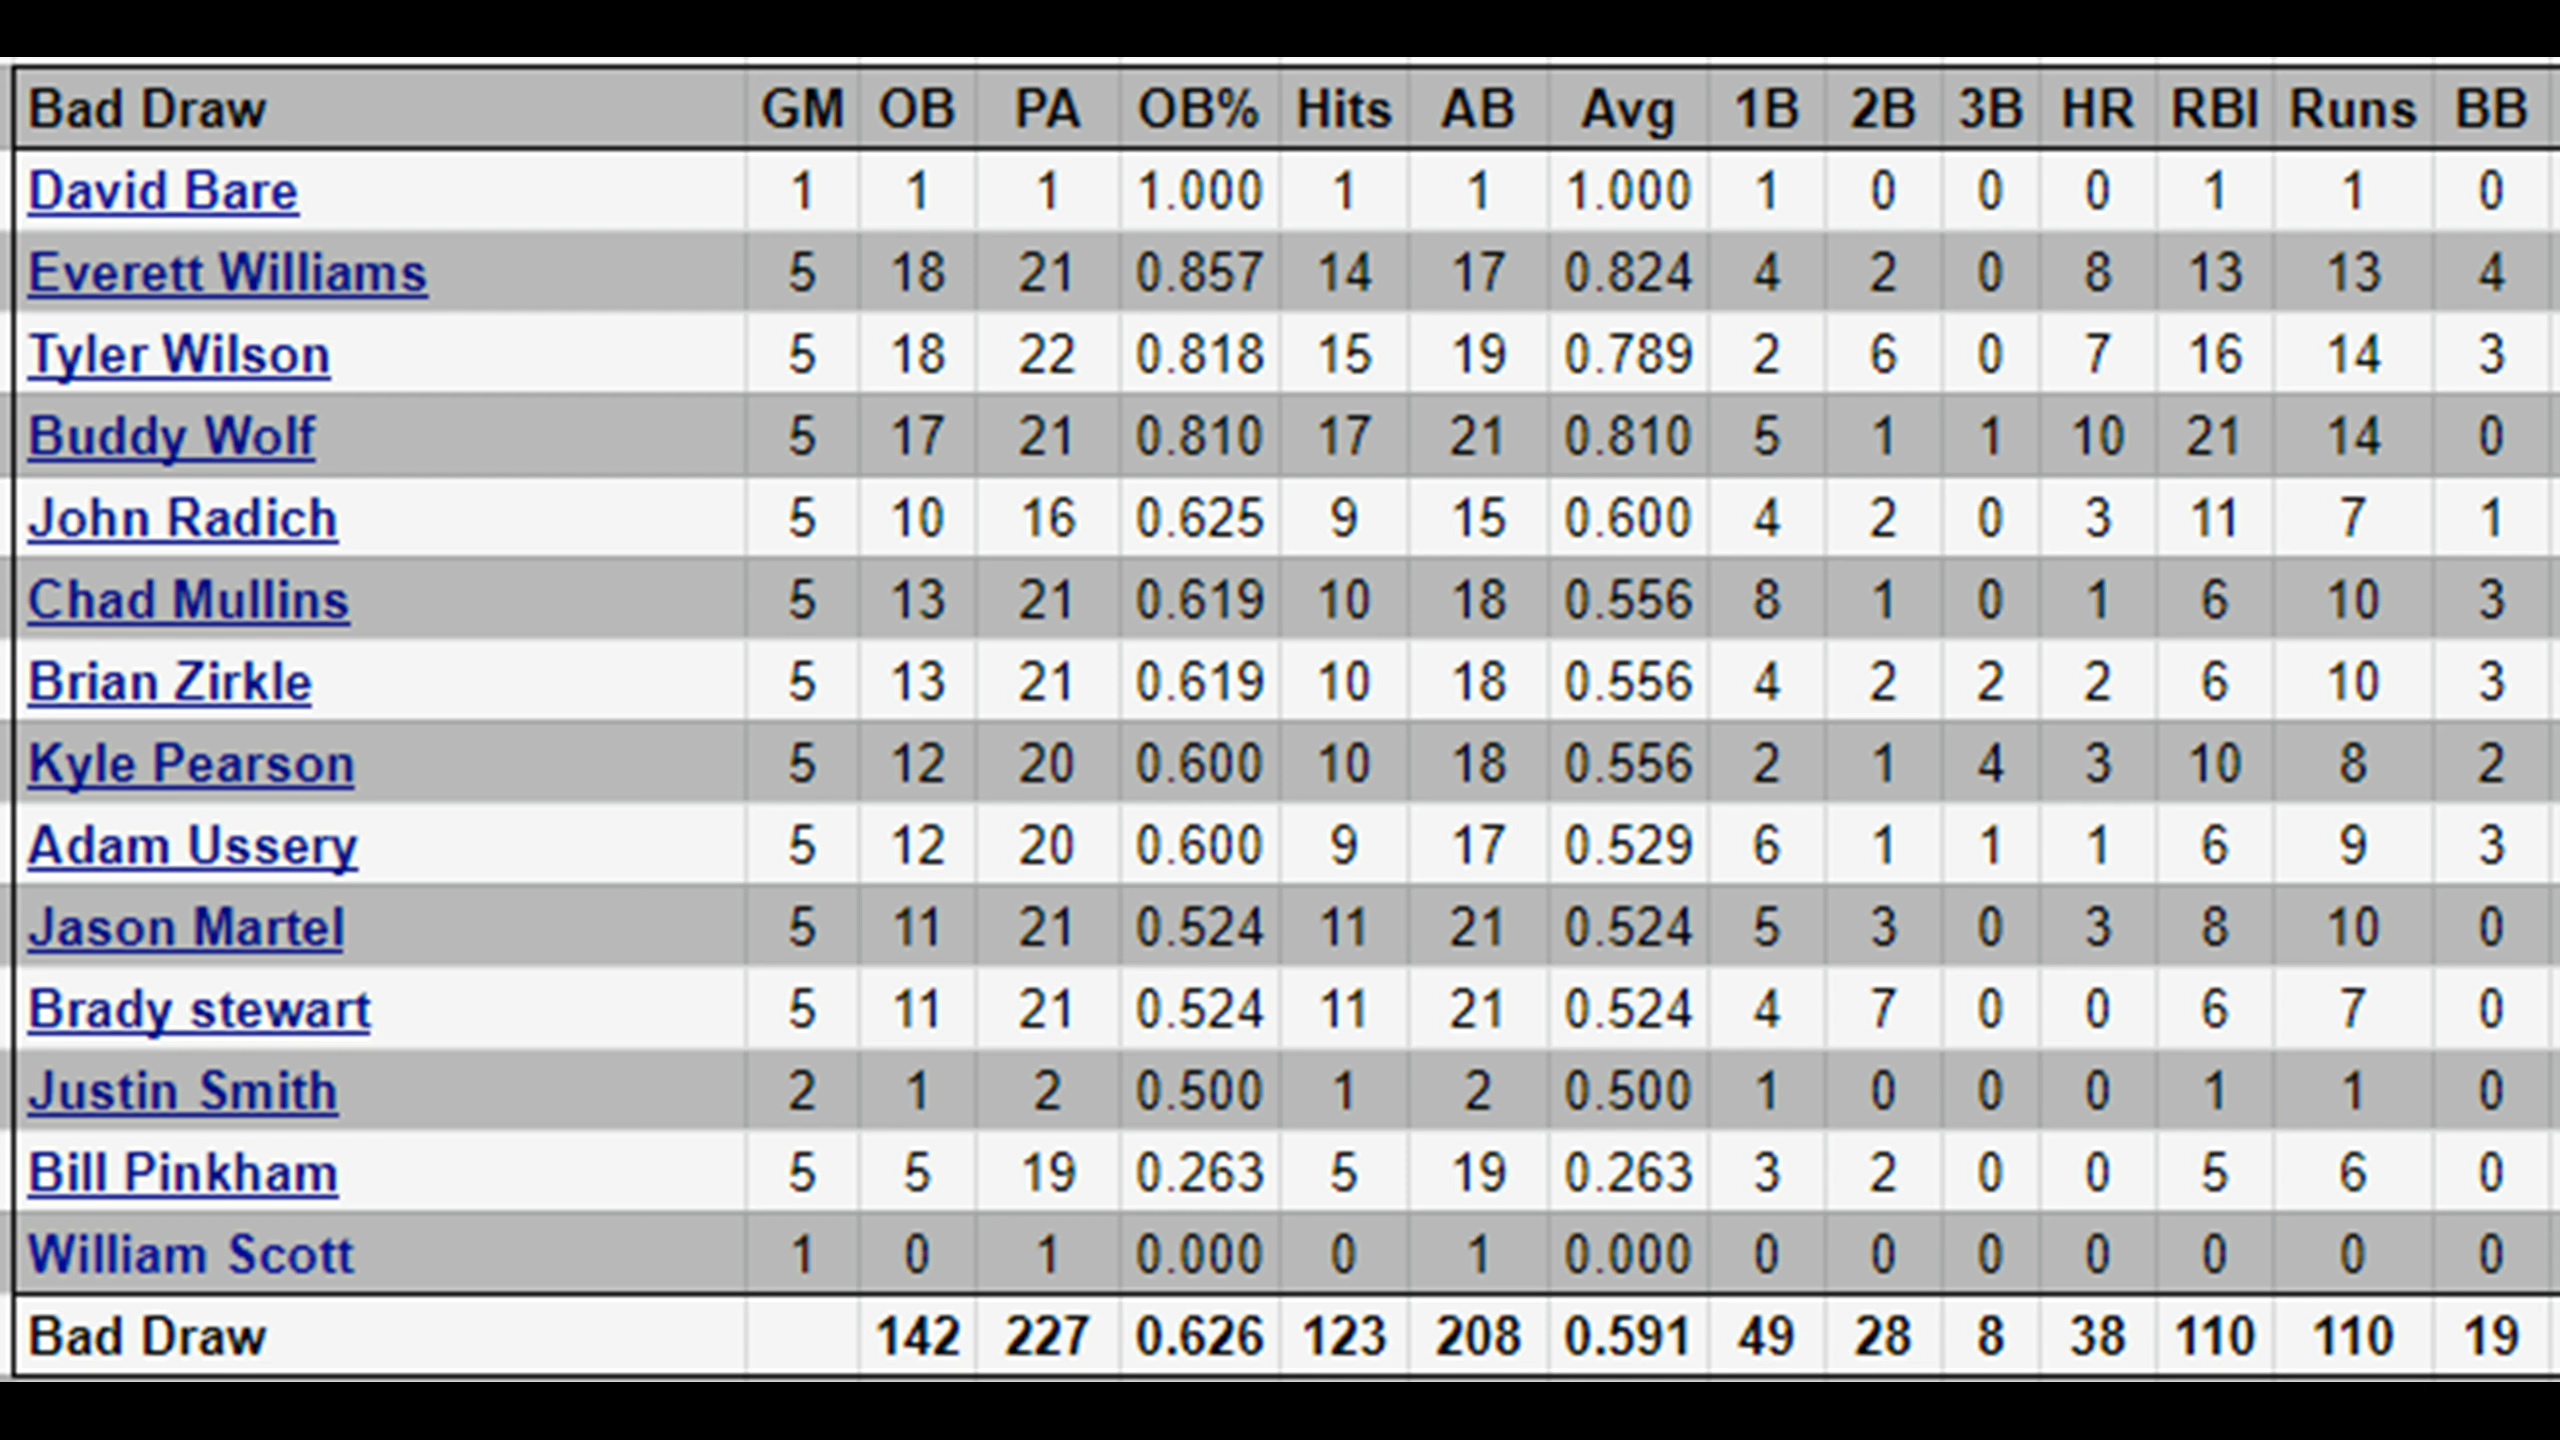 Bad Draw GM OB PA OB% Hits AB Avg 1B 2B 3B HR RBI Runs BB
David Bare 1 1 1 1.000 1 1 1.000 1 0 0 0 1 1 0
Everett Williams 5 18 21 0.857 14 17 0.824 4 2 0 8 13 13 4
Tyler Wilson 5 18 22 0.818 15 19 0.789 2 6 0 7 16 14 3
Buddy Wolf 5 17 21 0.810 17 21 0.810 5 1 1 10 21 14 0
John Radich 5 10 16 0.625 9 15 0.600 4 2 0 3 11 7 1
Chad Mullins 5 13 21 0.619 10 18 0.556 8 1 0 1 6 10 3
Brian Zirkle 5 13 21 0.619 10 18 0.556 4 2 2 2 6 10 3
Kyle Pearson 5 12 20 0.600 10 18 0.556 2 1 4 3 10 8 2
Adam Ussery 5 12 20 0.600 9 17 0.529 6 1 1 1 6 9 3
Jason Martel 5 11 21 0.524 11 21 0.524 5 3 0 3 8 10 0
Brady stewart 5 11 21 0.524 11 21 0.524 4 7 0 0 6 7 0
Justin Smith 2 1 2 0.500 1 2 0.500 1 0 0 0 1 1 0
Bill Pinkham 5 5 19 0.263 5 19 0.263 3 2 0 0 5 6 0
William Scott 1 0 1 0.000 0 1 0.000 0 0 0 0 0 0 0
Bad Draw 142 227 0.626 123 208 0.591 49 28 8 38 110 110 19